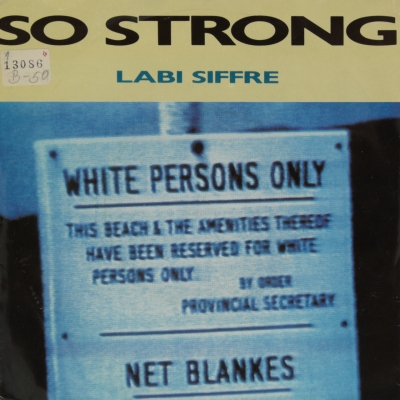 SO STRONG
LABI SIFFRE
13086
B-50
WHITE PERSONS ONLY
THIS BEACH & THE AMENITIES THEREOF
HAVE BEEN RESERVED FOR WHITE
PERSONS ONLY.
BY ORDER
PROVINCIAL SECRETARY
NET BLANKES